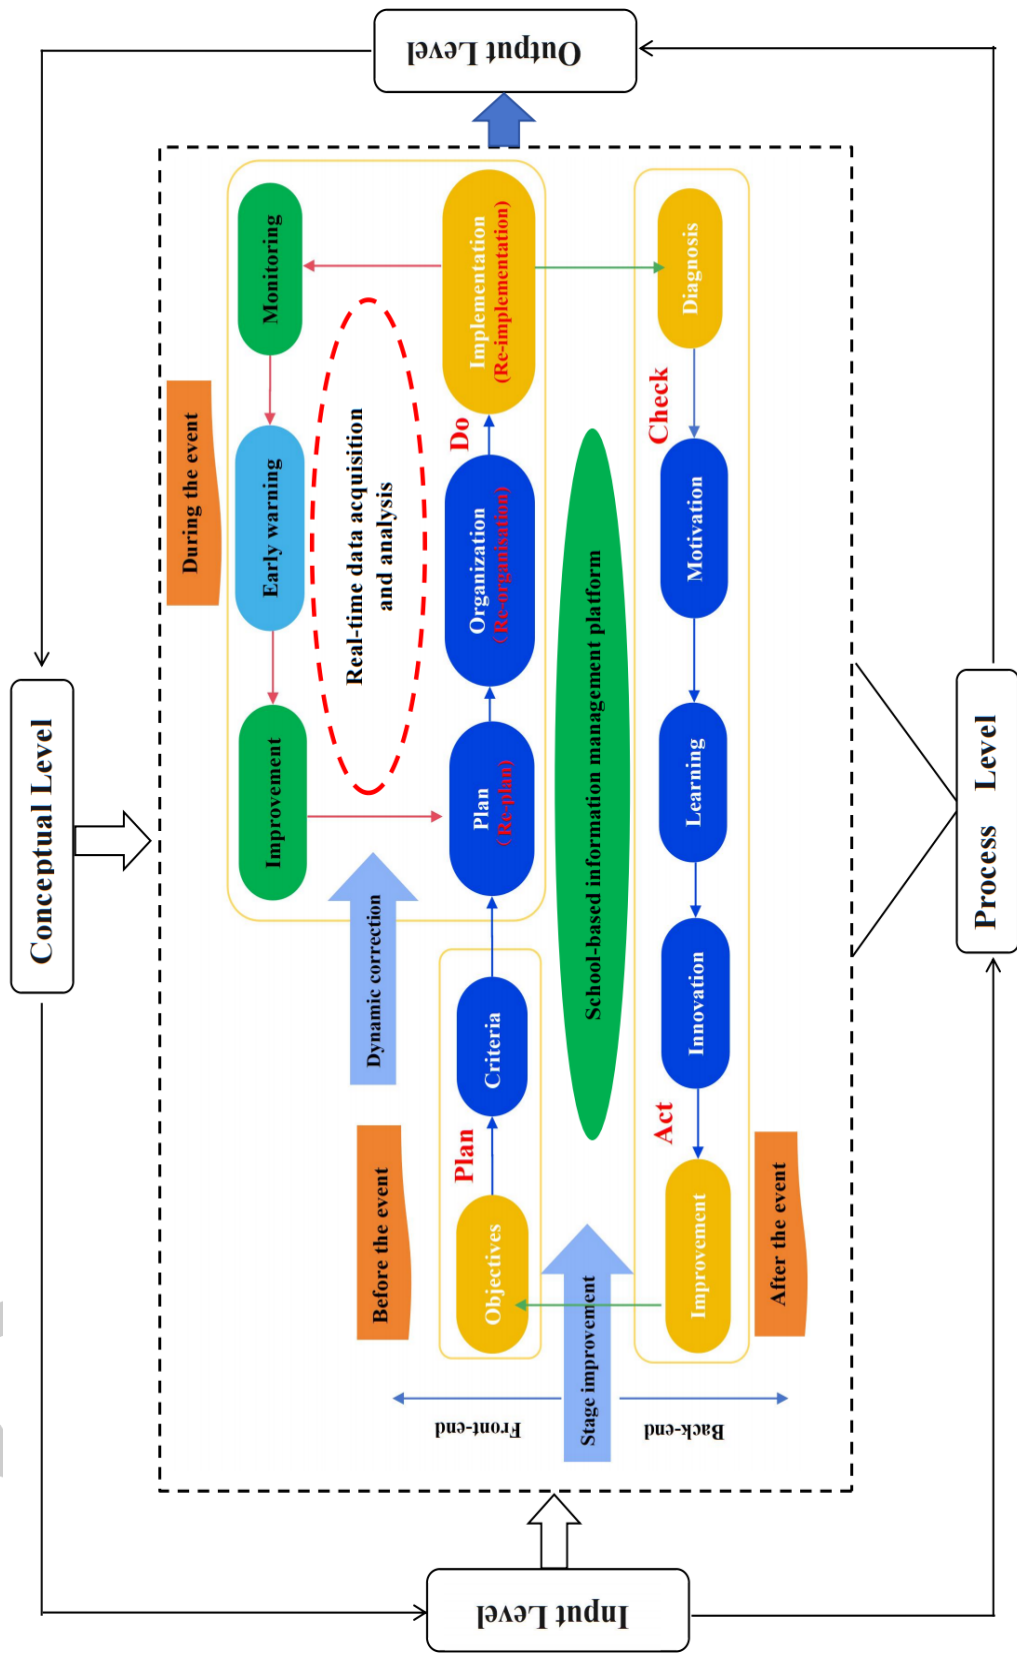 Conceptual Level
During the event
Improvement
Early warning
Monitoring
Real-time data acquisition
and analysis
Dynamic correction
Before the event
Plan
Objectives
Criteria
Plan
(Re-plan)
Organization
(Re-organisation)
Do
Implementation
(Re-implementation)
Input Level
Output Level
Front-end
Stage improvement
Back-end
School-based information management platform
Act
Check
Improvement
Innovation
Learning
Motivation
Diagnosis
After the event
Process Level